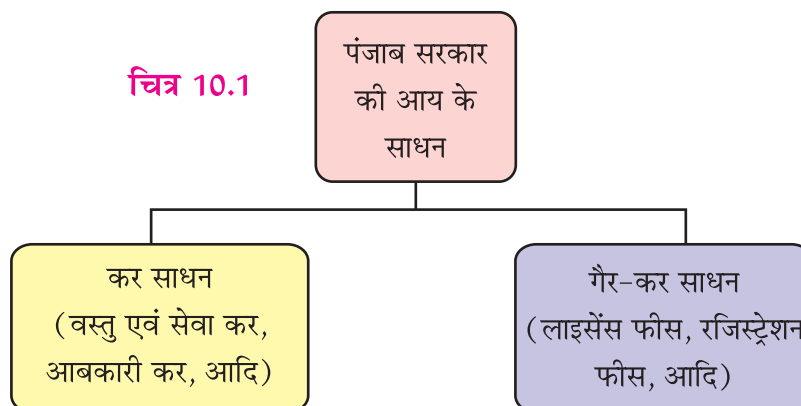 चित्र 10.1
पंजाब सरकार
की आय के
साधन
कर साधन
(वस्तु एवं सेवा कर,
आबकारी कर, आदि)
गैर-कर साधन
(लाइसेंस फीस, रजिस्ट्रेशन
फीस, आदि)